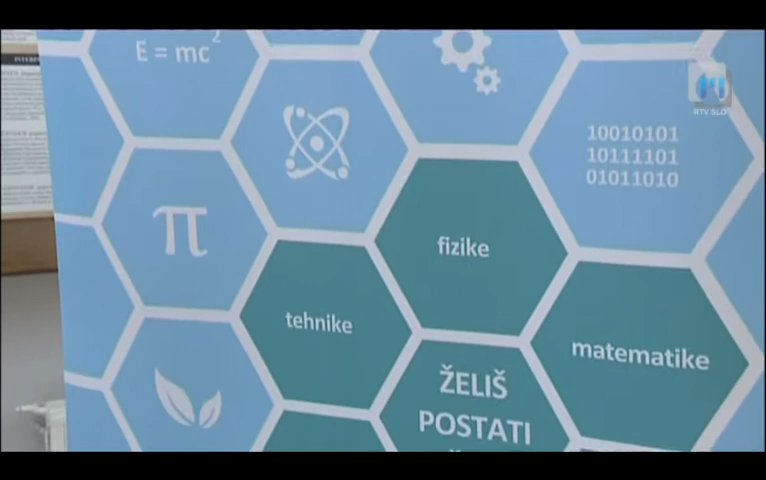 E = mc²
10010101
10111101
01011010
π
fizike
tehnike
matematike
ŽELIŠ
POSTATI
RTV SLO